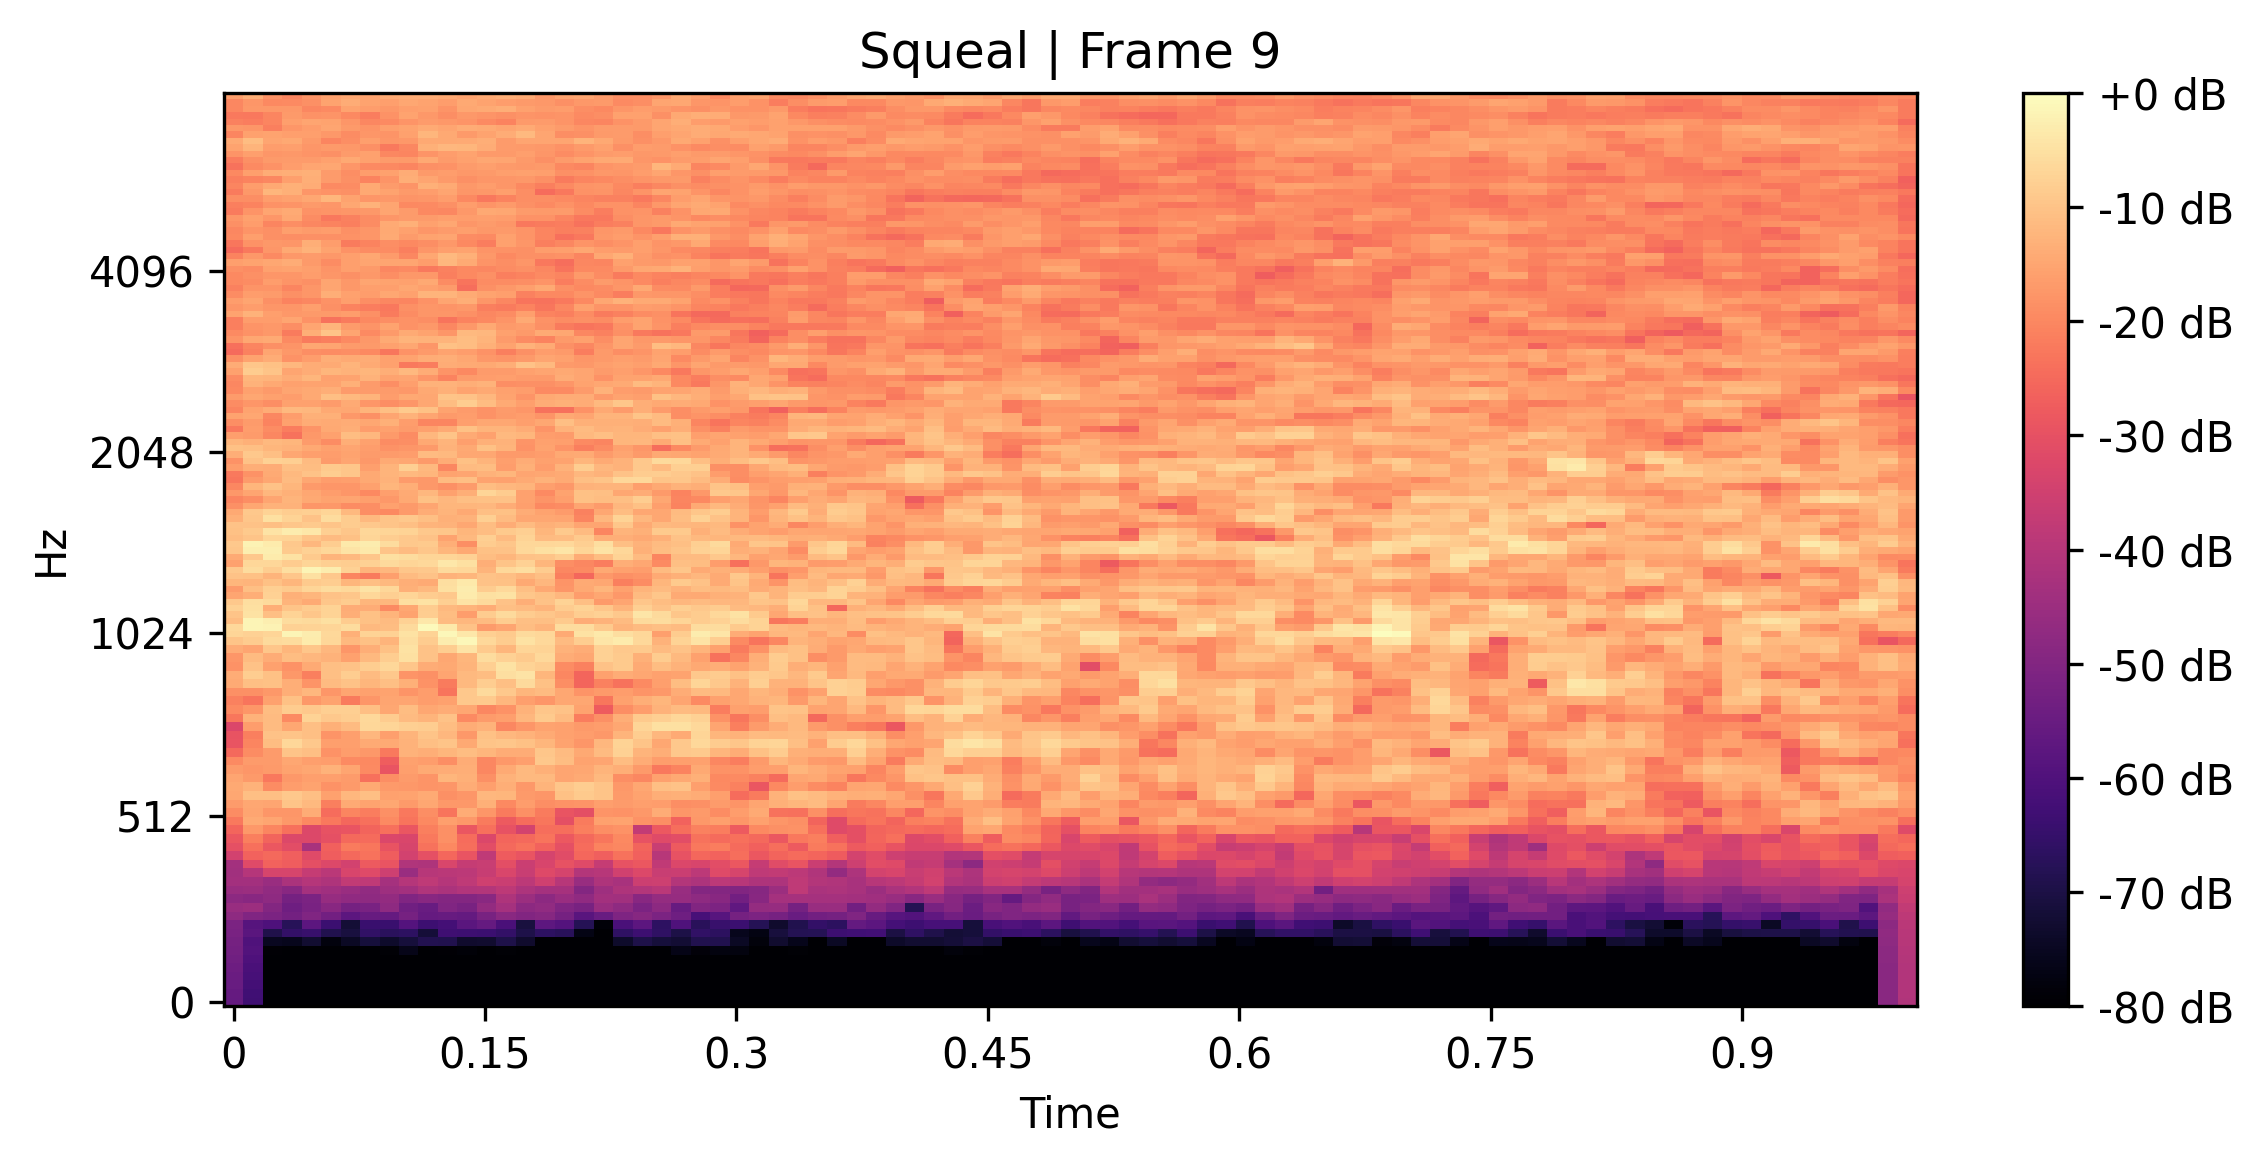 Squeal | Frame 9
Hz
4096
2048
1024
512
0
0 0.15 0.3 0.45 0.6 0.75 0.9
Time
+0 dB
-10 dB
-20 dB
-30 dB
-40 dB
-50 dB
-60 dB
-70 dB
-80 dB